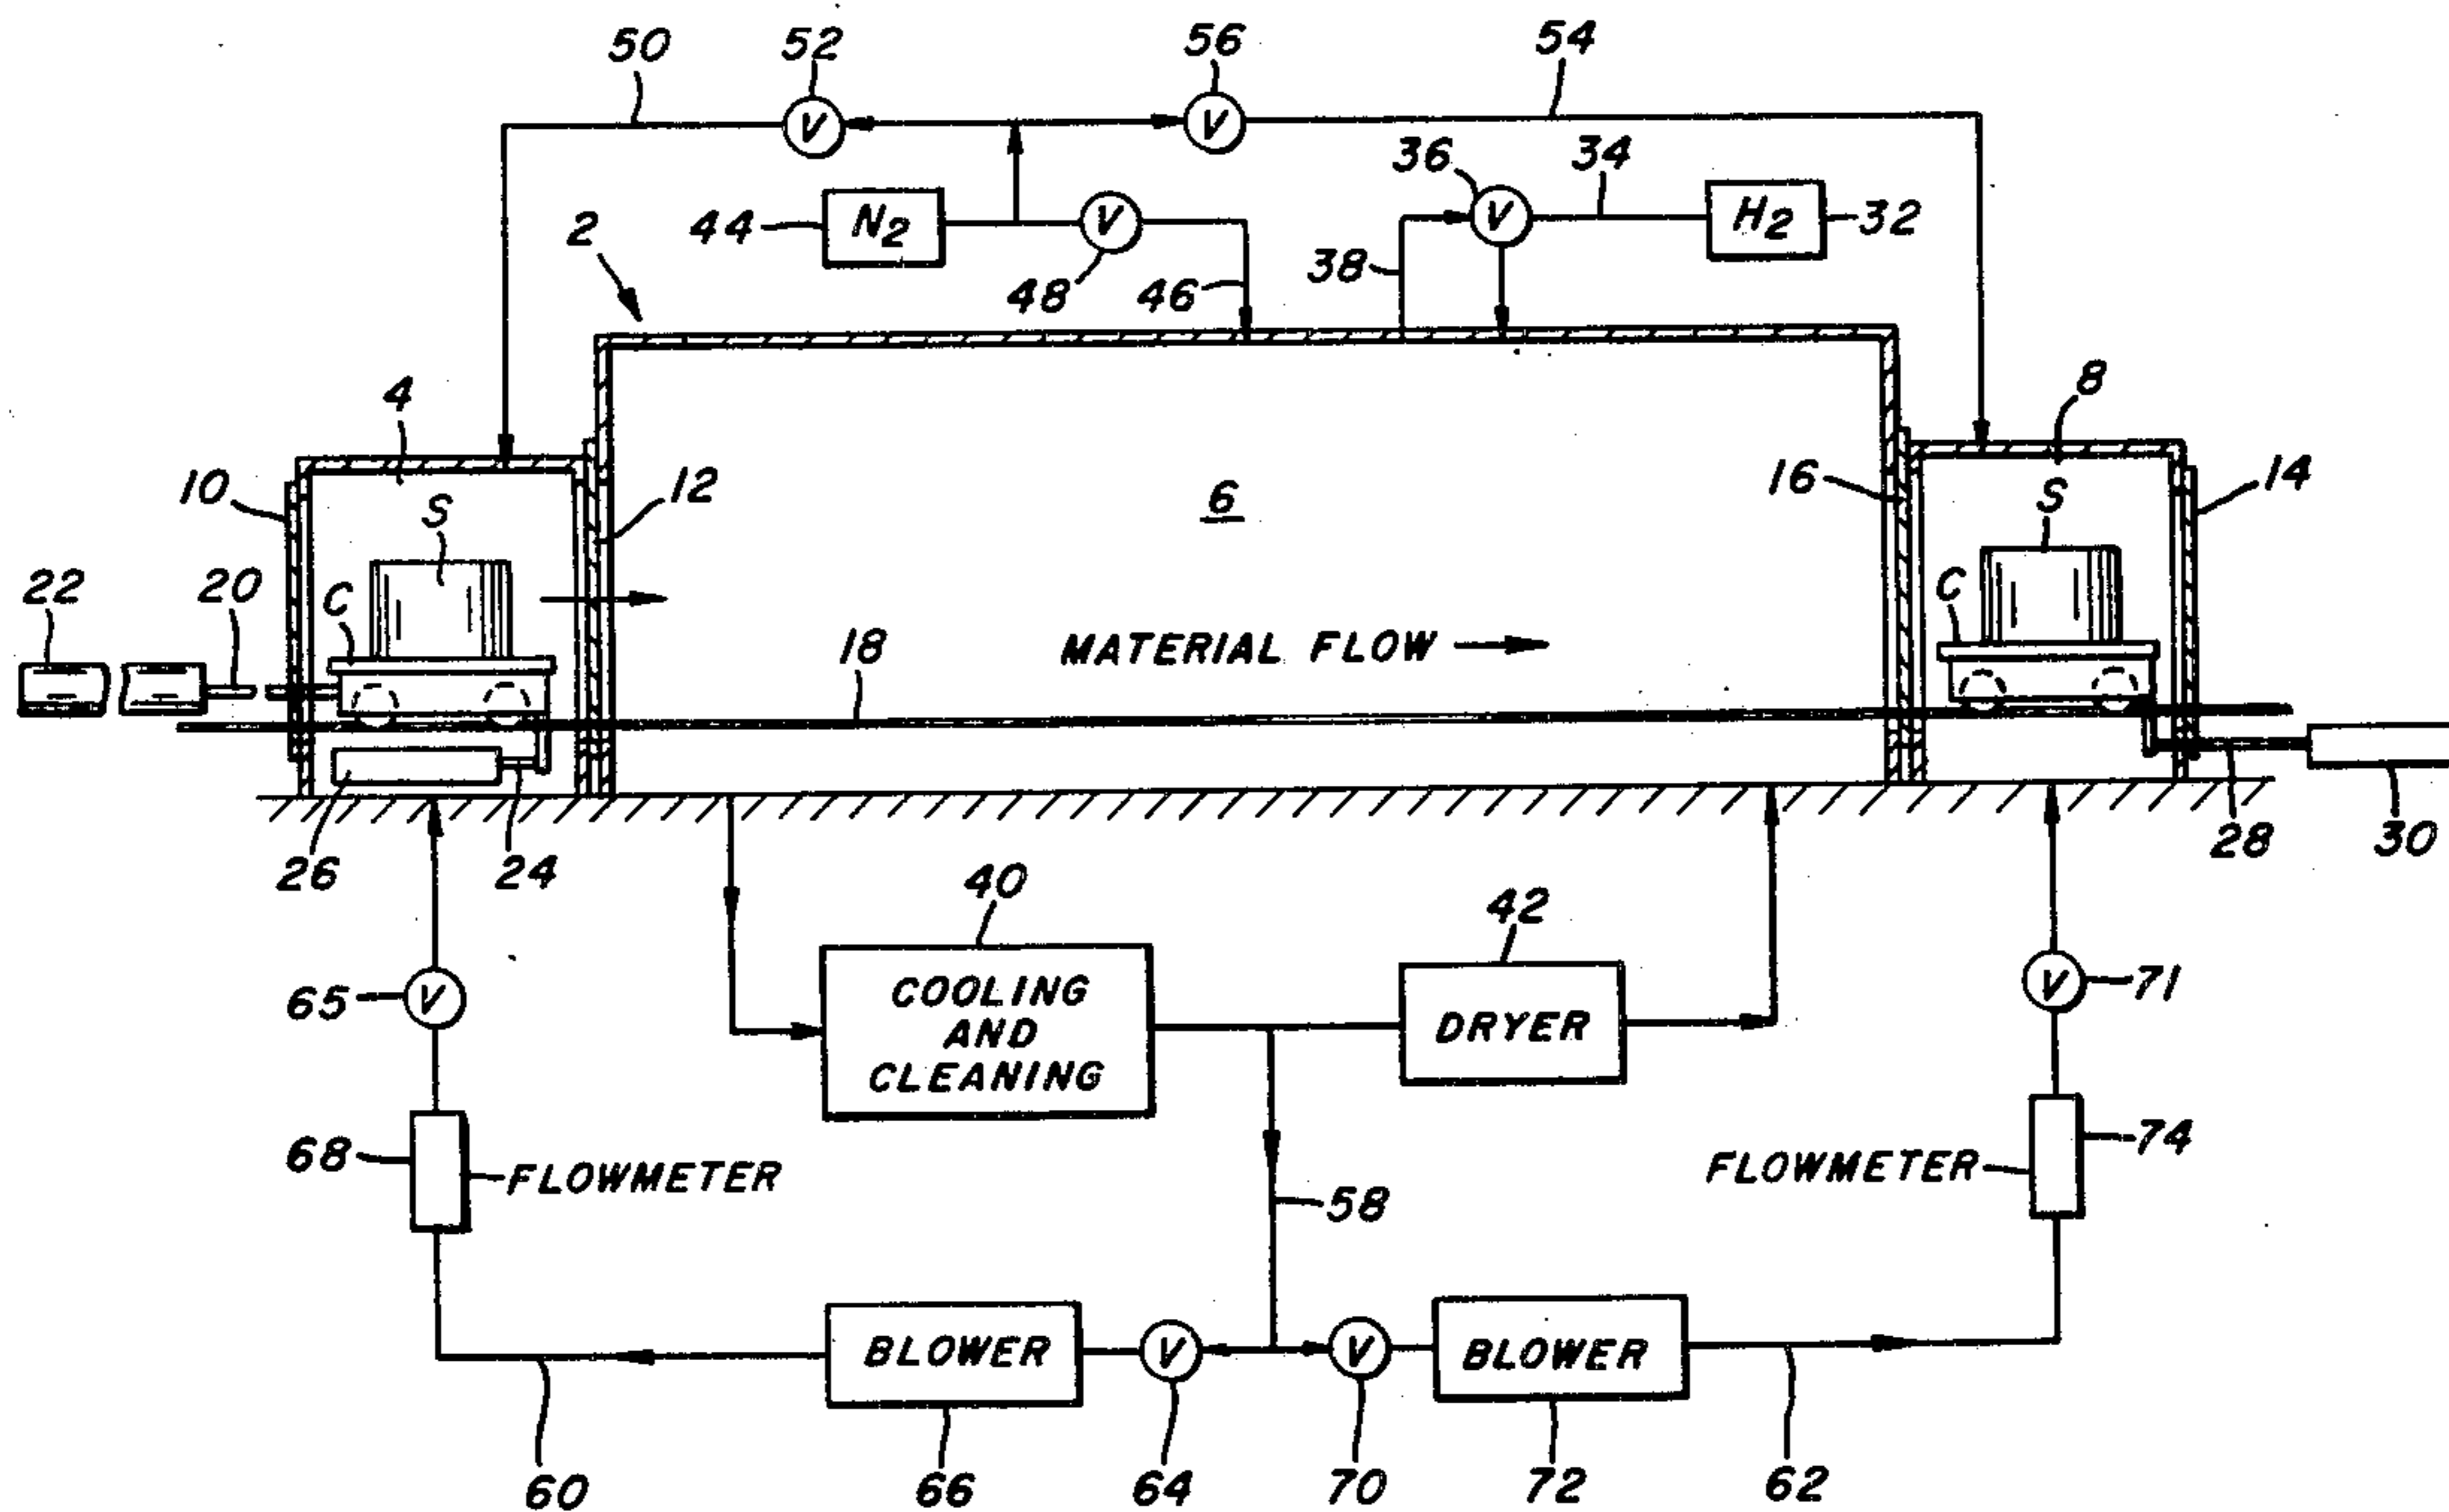 50
52
56
54
36
34
44
N2
V
V
V
V
H2
32
2
48
46
38
4
8
10
S
12
6
16
S
14
22
20
C
C
18
MATERIAL FLOW
26
24
28
30
40
42
65
V
COOLING
AND
CLEANING
DRYER
V
71
68
FLOWMETER
58
FLOWMETER
74
BLOWER
V
V
BLOWER
60
66
64
70
72
62